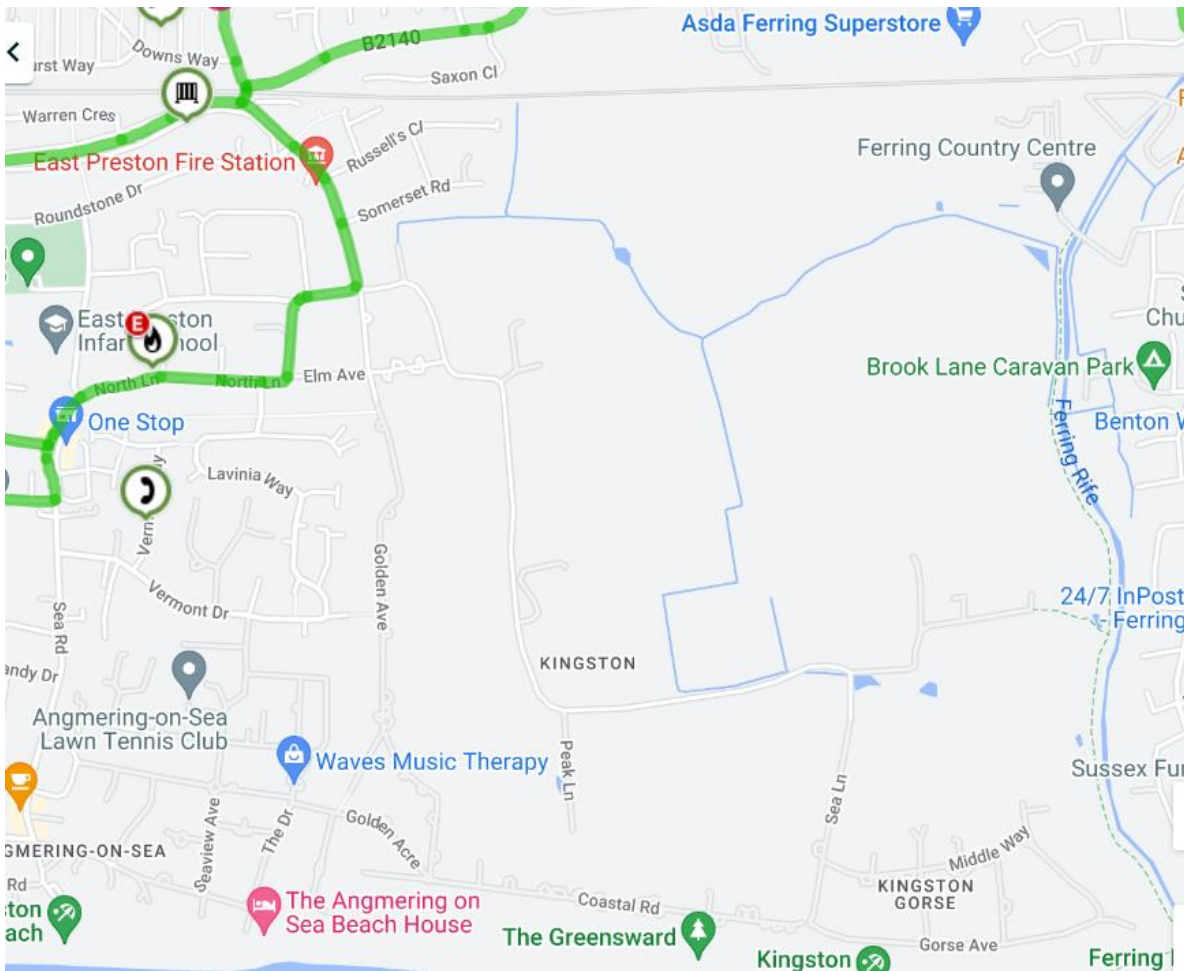 B2140
Asda Ferring Superstore
Downs Way
Saxon Cl
Warren Cres
Russell's Cl
East Preston Fire Station
Ferring Country Centre
Roundstone Dr
Somerset Rd
E
Brook Lane Caravan Park
North Ln
North Ln
Elm Ave
One Stop
Lavinia Way
Ferring Rife
Golden Ave
Vermont Dr
24/7 InPost
- Ferring
Sea Rd
KINGSTON
Angmering-on-Sea
Lawn Tennis Club
Waves Music Therapy
Peak Ln
Sea Ln
Seaview Ave
The Dr
Golden Acre
Middle Way
KINGSTON
GORSE
The Angmering on
Sea Beach House
Coastal Rd
The Greensward
Gorse Ave
Kingston
Ferring